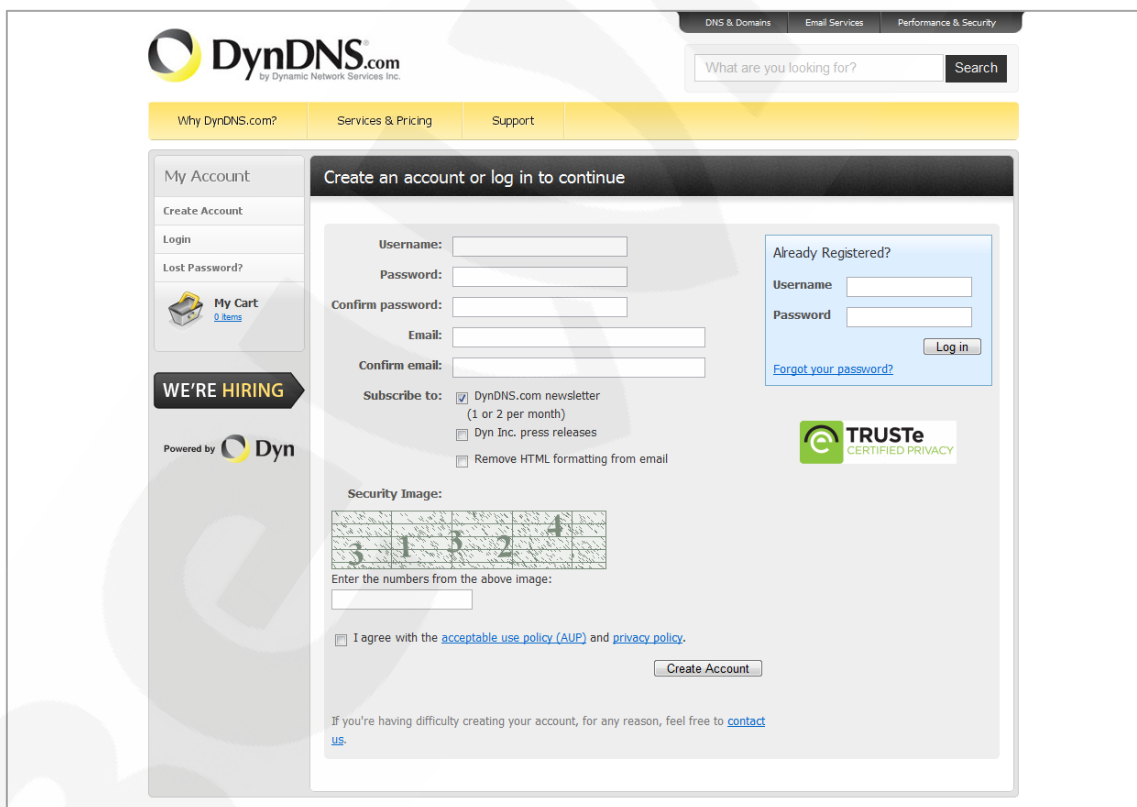 DNS & Domains
Email Services
Performance & Security
DynDNS.com
by Dynamic Network Services Inc.
What are you looking for?
Search
Why DynDNS.com?
Services & Pricing
Support
My Account
Create Account
Login
Lost Password?
My Cart
0 items
WE'RE HIRING
Powered by Dyn
Create an account or log in to continue
Username:
Password:
Confirm password:
Email:
Confirm email:
Subscribe to:
DynDNS.com newsletter
(1 or 2 per month)
Dyn Inc. press releases
Remove HTML formatting from email
Security Image:
3 1 3 2 4
Enter the numbers from the above image:
I agree with the acceptable use policy (AUP) and privacy policy.
Create Account
If you're having difficulty creating your account, for any reason, feel free to contact
us.
Already Registered?
Username
Password
Log in
Forgot your password?
TRUSTe
CERTIFIED PRIVACY